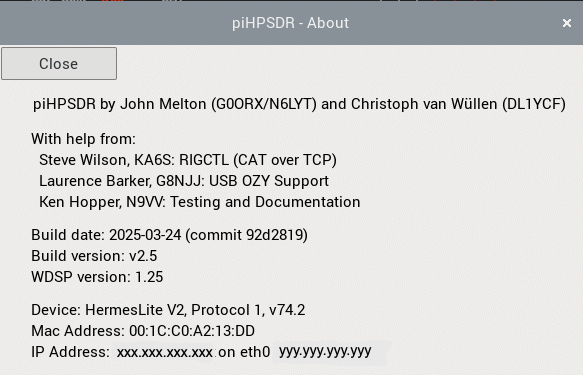 piHPSDR - About
×
Close
piHPSDR by John Melton (G0ORX/N6LYT) and Christoph van Wüllen (DL1YCF)
With help from:
Steve Wilson, KA6S: RIGCTL (CAT over TCP)
Laurence Barker, G8NJJ: USB OZY Support
Ken Hopper, N9VV: Testing and Documentation
Build date: 2025-03-24 (commit 92d2819)
Build version: v2.5
WDSP version: 1.25
Device: HermesLite V2, Protocol 1, v74.2
Mac Address: 00:1C:C0:A2:13:DD
IP Address: xxx.xxx.xxx.xxx on eth0 yyy.yyy.yyy.yyy